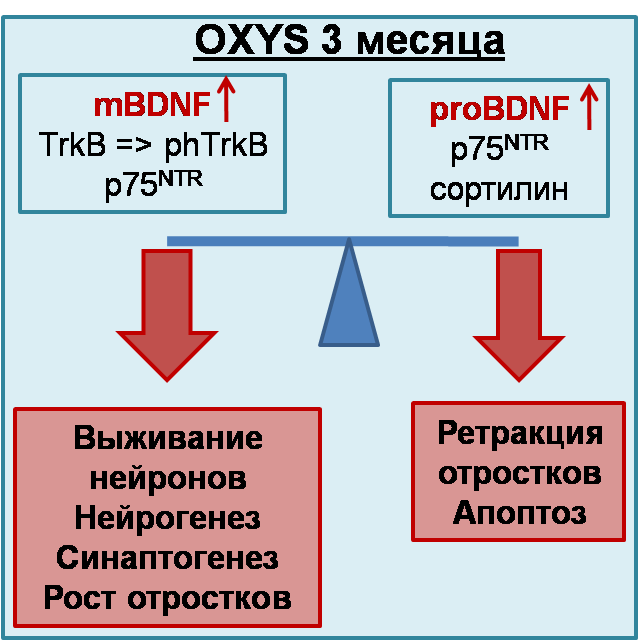 OXYS 3 месяца
mBDNF↑
TrkB => phTrkB
p75NTR
proBDNF↑
p75NTR
сортилин
Выживание
нейронов
Нейрогенез
Синаптогенез
Рост отростков
Ретракция
отростков
Апоптоз